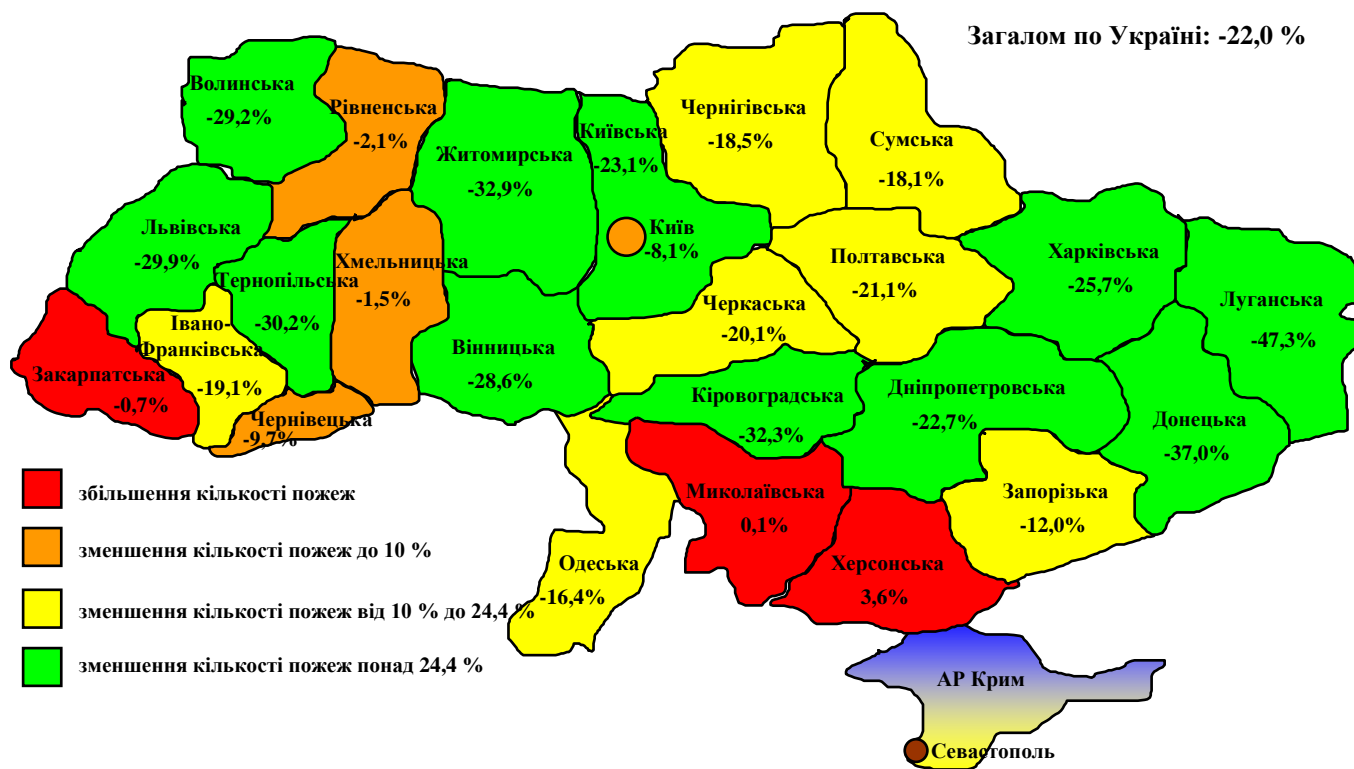 Загалом по Україні: -22,0 %
Волинська
-29,2%
Рівненська
-2,1%
Житомирська
-32,9%
Київська
-23,1%
Чернігівська
-18,5%
Сумська
-18,1%
Львівська
-29,9%
Тернопільська
-30,2%
Хмельницька
-1,5%
Київ
-8,1%
Полтавська
-21,1%
Харківська
-25,7%
Луганська
-47,3%
Закарпатська
-0,7%
Івано-
Франківська
-19,1%
Чернівецька
-9,7%
Вінницька
-28,6%
Черкаська
-20,1%
Кіровоградська
-32,3%
Дніпропетровська
-22,7%
Донецька
-37,0%
Миколаївська
0,1%
Запорізька
-12,0%
Одеська
-16,4%
Херсонська
3,6%
АР Крим
Севастополь
збільшення кількості пожеж
зменшення кількості пожеж до 10 %
зменшення кількості пожеж від 10 % до 24,4 %
зменшення кількості пожеж понад 24,4 %